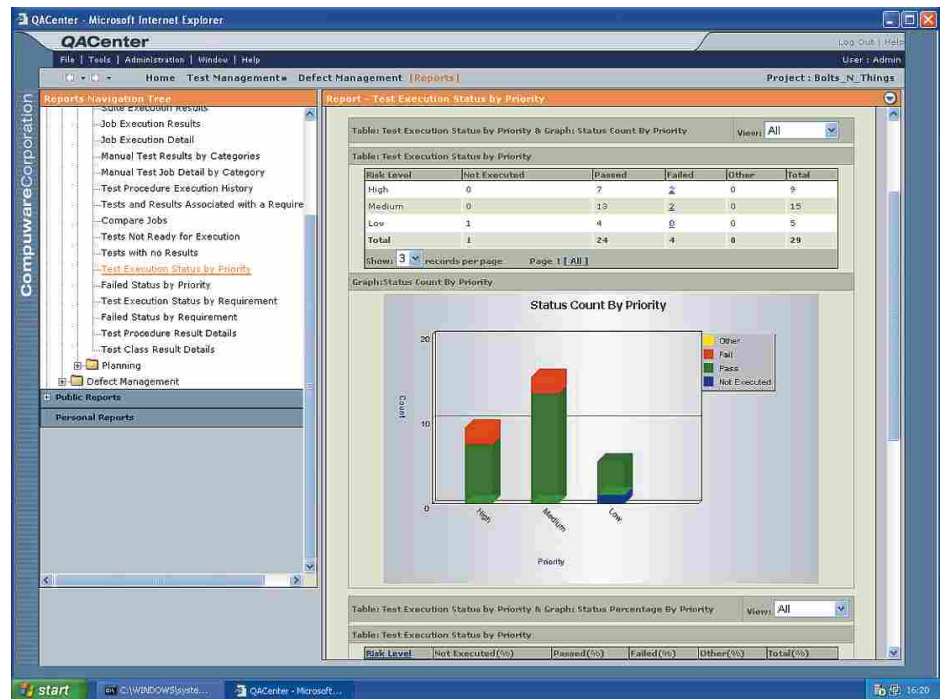 QACenter - Microsoft Internet Explorer
QACenter
Log Out | Help
File | Tools | Administration | Window | Help
User : Admin
Home Test Management» Defect Management [Reports]
Project : Bolts_N_Things
CompuwareCorporation
Reports Navigation Tree
Suite Execution Results
Job Execution Results
Job Execution Detail
Manual Test Results by Categories
Manual Test Job Detail by Category
Test Procedure Execution History
Tests and Results Associated with a Require
Compare Jobs
Tests Not Ready for Execution
Tests with no Results
Test Execution Status by Priority
Failed Status by Priority
Test Execution Status by Requirement
Failed Status by Requirement
Test Procedure Result Details
Test Class Result Details
Planning
Defect Management
Public Reports
Personal Reports
Report - Test Execution Status by Priority
Table: Test Execution Status by Priority & Graph: Status Count By Priority View: All
Table: Test Execution Status by Priority
Risk Level Not Executed Passed Failed Other Total
High 0 7 2 0 9
Medium 0 13 2 0 15
Low 1 4 0 0 5
Total 1 24 4 0 29
Show: 3 records per page Page 1 [ All ]
Graph:Status Count By Priority
Status Count By Priority
20
10
0
Count
High
Medium
Low
Priority
Other
Fail
Pass
Not Executed
Table: Test Execution Status by Priority & Graph: Status Percentage By Priority View: All
Table: Test Execution Status by Priority
Risk Level Not Executed(%) Passed(%) Failed(%) Other(%) Total(%)
start
C:\WINDOWS\syste...
QACenter - Microsoft...
16:20